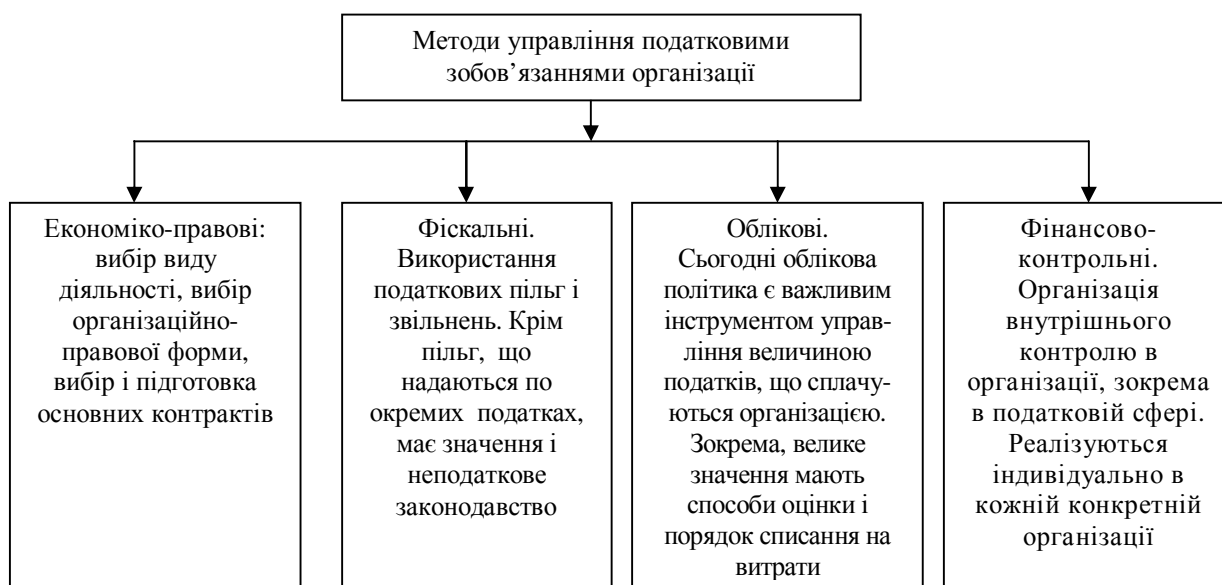 Методи управління податковими
зобов’язаннями організації
Економіко-правові:
вибір виду
діяльності, вибір
організаційно-
правової форми,
вибір і підготовка
основних контрактів
Фіскальні.
Використання
податкових пільг і
звільнень. Крім
пільг, що
надаються по
окремих податках,
має значення і
неподаткове
законодавство
Облікові.
Сьогодні облікова
політика є важливим
інструментом управ-
ління величиною
податків, що сплачу-
ються організацією.
Зокрема, велике
значення мають
способи оцінки і
порядок списання на
витрати
Фінансово-
контрольні.
Організація
внутрішнього
контролю в
організації, зокрема
в податковій сфері.
Реалізуються
індивідуально в
кожній конкретній
організації